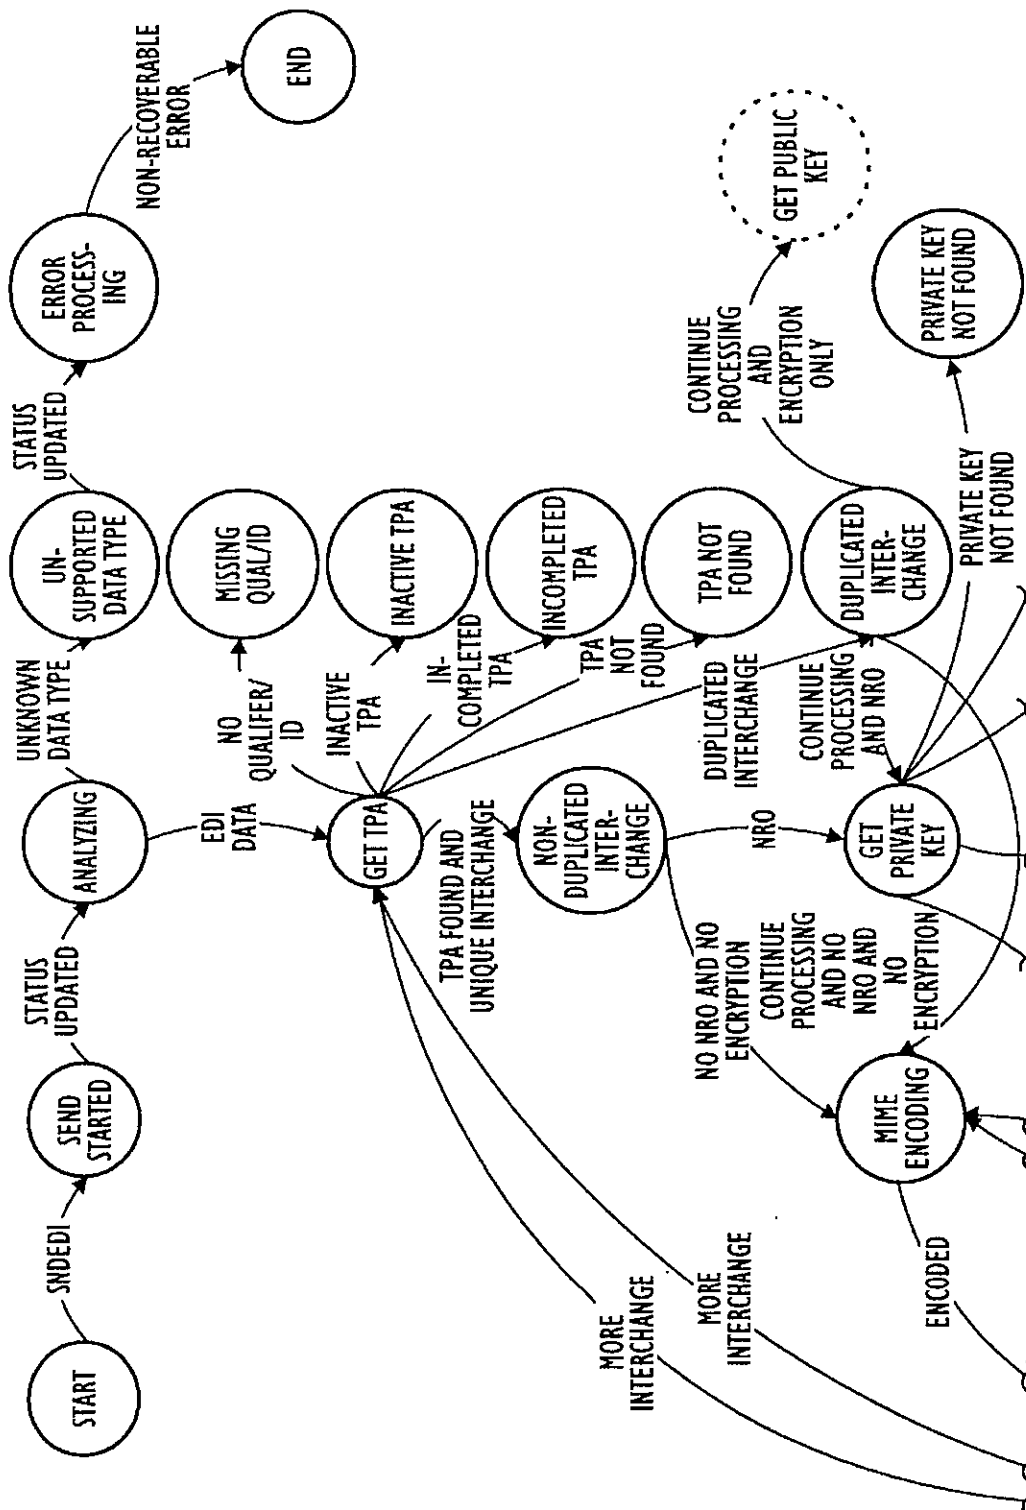 START
SNDEDI
SEND
STARTED
STATUS
UPDATED
ANALYZING
UNKNOWN
DATA TYPE
UN-
SUPPORTED
DATA TYPE
STATUS
UPDATED
ERROR
PROCESS-
ING
NON-RECOVERABLE
ERROR
END
EDI
DATA
NO
QUALIFER/
ID
MISSING
QUAL/ID
GET TPA
INACTIVE
TPA
INACTIVE TPA
IN-
COMPLETED
TPA
INCOMPLETED
TPA
TPA FOUND AND
UNIQUE INTERCHANGE
TPA
NOT
FOUND
TPA NOT
FOUND
NON-
DUPLICATED
INTER-
CHANGE
DUPLICATED
INTERCHANGE
DUPLICATED
INTER-
CHANGE
CONTINUE
PROCESSING
AND
ENCRYPTION
ONLY
GET PUBLIC
KEY
MORE
INTERCHANGE
MORE
INTERCHANGE
NO NRO AND NO
ENCRYPTION
NRO
CONTINUE
PROCESSING
AND NRO
CONTINUE
PROCESSING
AND NO
NRO AND
NO
ENCRYPTION
GET
PRIVATE
KEY
PRIVATE KEY
NOT FOUND
PRIVATE KEY
NOT FOUND
MIME
ENCODING
ENCODED